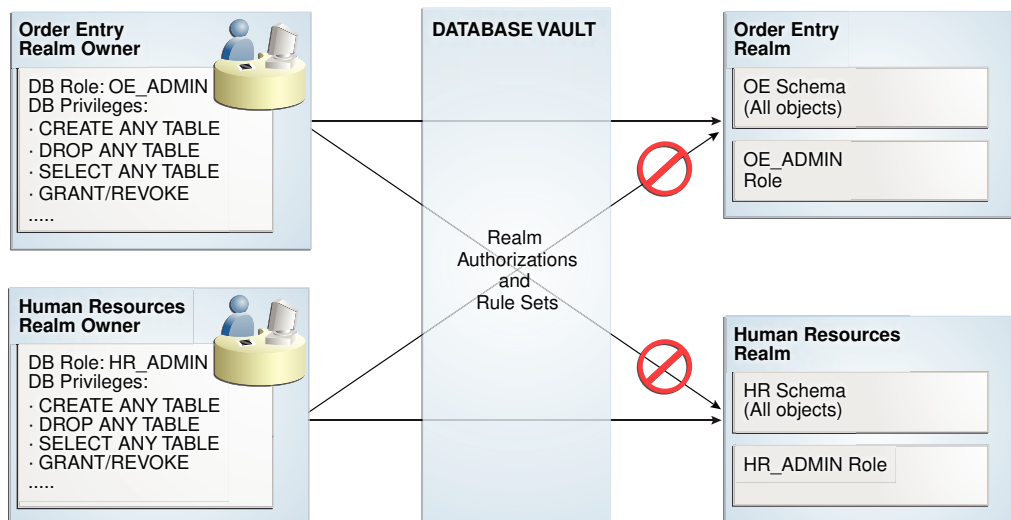 Order Entry
Realm Owner
DB Role: OE_ADMIN
DB Privileges:
· CREATE ANY TABLE
· DROP ANY TABLE
· SELECT ANY TABLE
· GRANT/REVOKE
.....
Human Resources
Realm Owner
DB Role: HR_ADMIN
DB Privileges:
· CREATE ANY TABLE
· DROP ANY TABLE
· SELECT ANY TABLE
· GRANT/REVOKE
.....
DATABASE VAULT
Realm
Authorizations
and
Rule Sets
Order Entry
Realm
OE Schema
(All objects)
OE_ADMIN
Role
Human Resources
Realm
HR Schema
(All objects)
HR_ADMIN Role